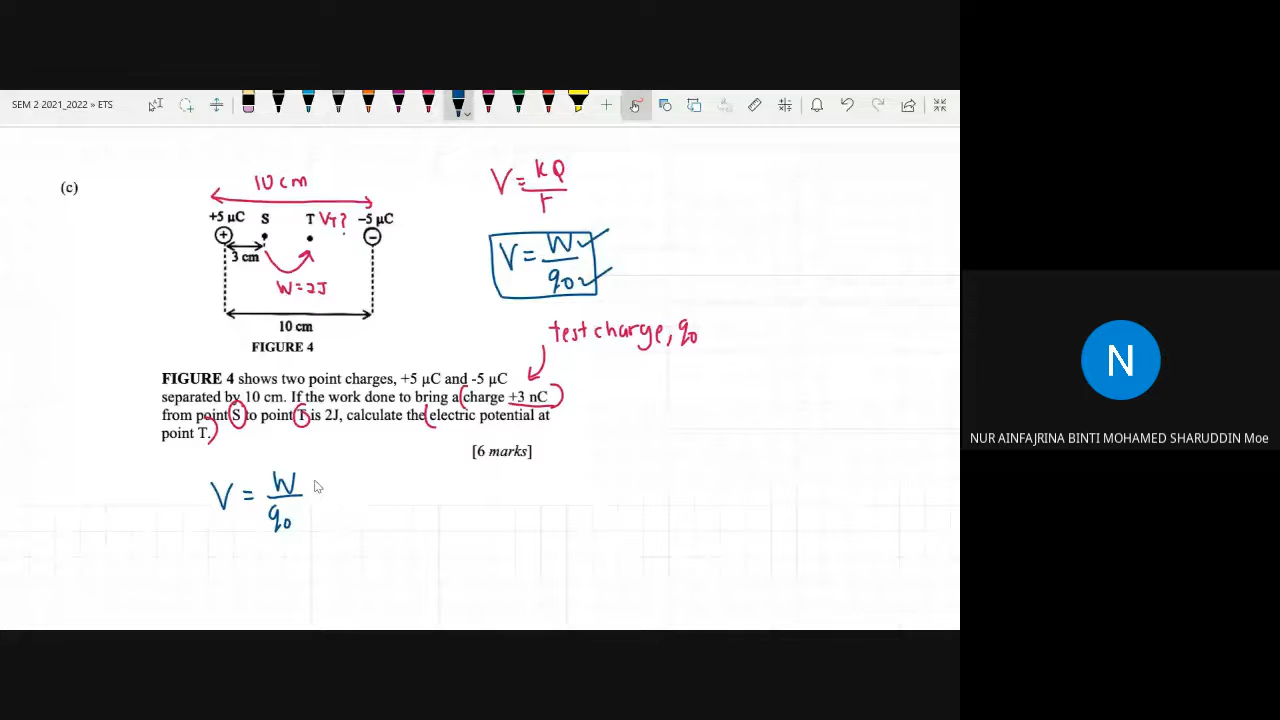 SEM 2 2021_2022 » ETS
(c)
10 cm
+5 µC S T VT? -5 µC
3 cm
W = 2J
10 cm
FIGURE 4
V = kQ
r
V = W
q0
test charge, q0
FIGURE 4 shows two point charges, +5 µC and -5 µC
separated by 10 cm. If the work done to bring a charge +3 nC
from point S to point T is 2J, calculate the electric potential at
point T.
[6 marks]
V = W
q0
N
NUR AINFAJRINA BINTI MOHAMED SHARUDDIN Moe